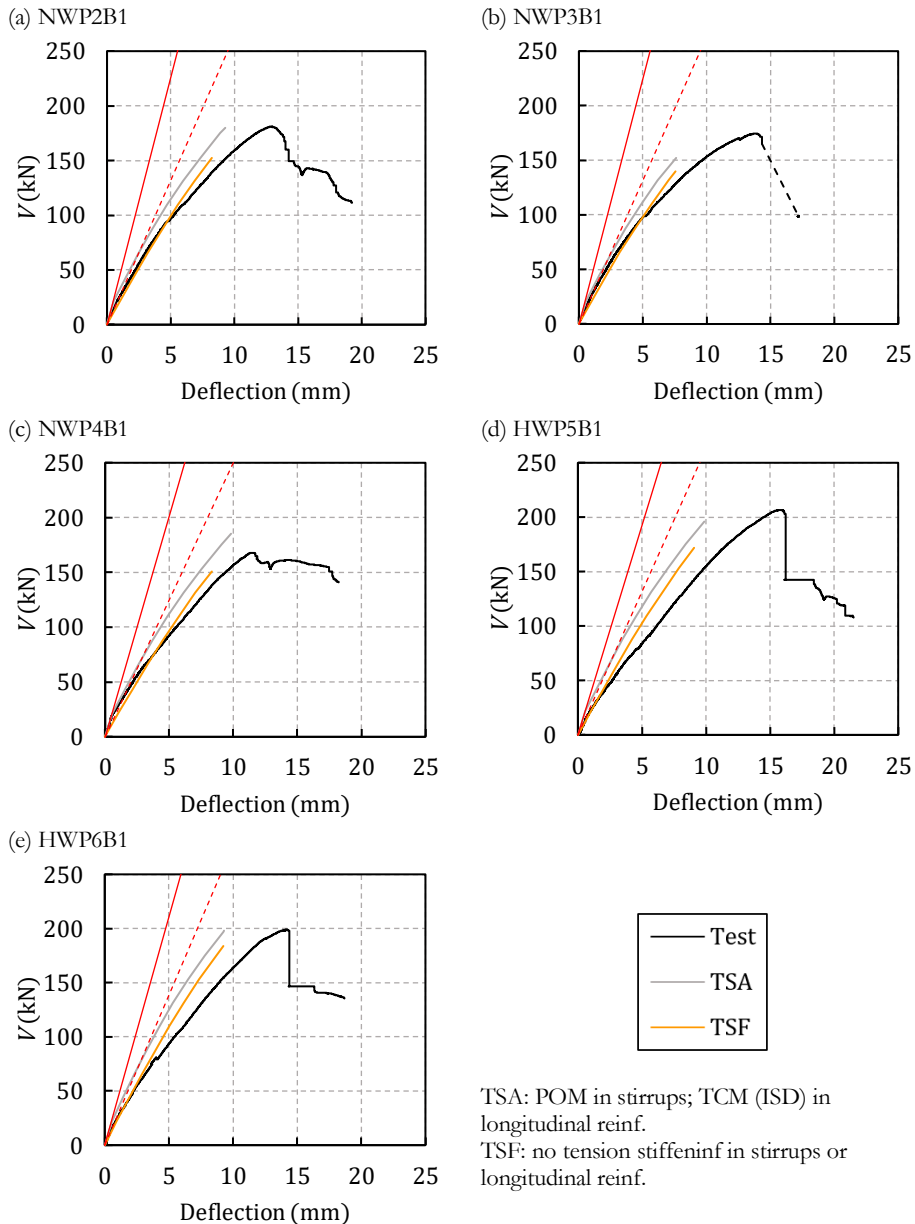 (a) NWP2B1
(b) NWP3B1
250
200
150
100
50
0
V(kN)
0 5 10 15 20 25
Deflection (mm)
250
200
150
100
50
0
V(kN)
0 5 10 15 20 25
Deflection (mm)
(c) NWP4B1
(d) HWP5B1
250
200
150
100
50
0
V(kN)
0 5 10 15 20 25
Deflection (mm)
250
200
150
100
50
0
V(kN)
0 5 10 15 20 25
Deflection (mm)
(e) HWP6B1
250
200
150
100
50
0
V(kN)
0 5 10 15 20 25
Deflection (mm)
Test
TSA
TSF
TSA: POM in stirrups; TCM (ISD) in
longitudinal reinf.
TSF: no tension stiffeninf in stirrups or
longitudinal reinf.